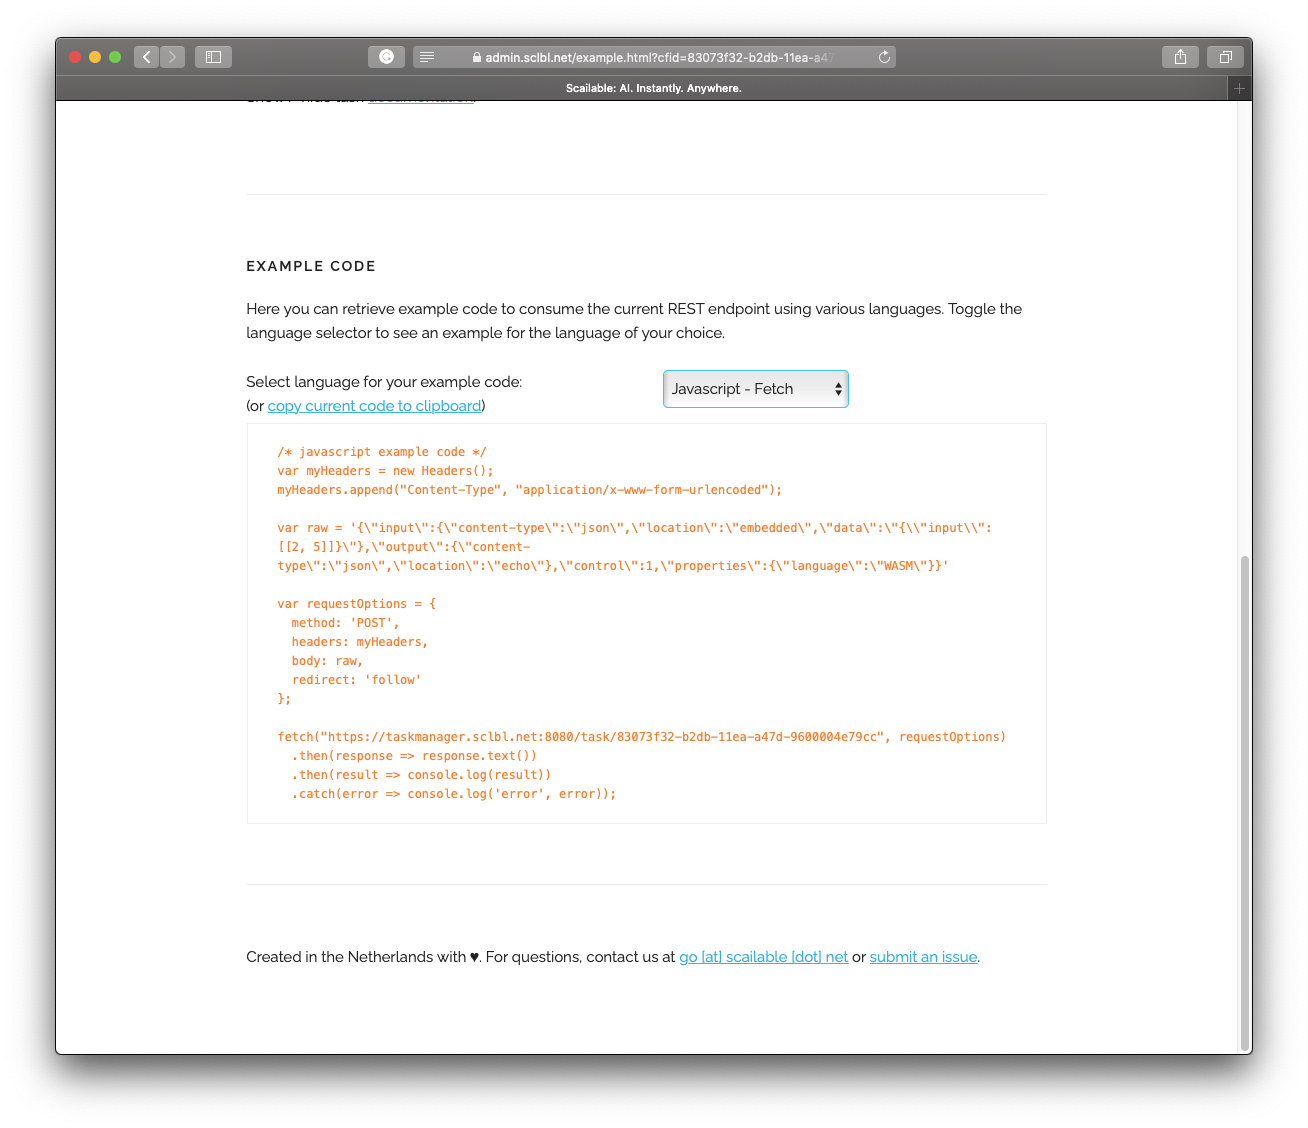 admin.sclbl.net/example.html?cfid=83073f32-b2db-11ea-a47
Scailable: AI. Instantly. Anywhere.
EXAMPLE CODE
Here you can retrieve example code to consume the current REST endpoint using various languages. Toggle the
language selector to see an example for the language of your choice.
Select language for your example code:
(or copy current code to clipboard)
Javascript - Fetch
/* javascript example code */
var myHeaders = new Headers();
myHeaders.append("Content-Type", "application/x-www-form-urlencoded");
var raw = '{\"input\":{\"content-type\":\"json\",\"location\":\"embedded\",\"data\":\"{\\"input\\":
[[2, 5]]}\"},\"output\":{\"content-
type\":\"json\",\"location\":\"echo\"},\"control\":1,\"properties\":{\"language\":\"WASM\"}}'
var requestOptions = {
  method: 'POST',
  headers: myHeaders,
  body: raw,
  redirect: 'follow'
};
fetch("https://taskmanager.sclbl.net:8080/task/83073f32-b2db-11ea-a47d-9600004e79cc", requestOptions)
  .then(response => response.text())
  .then(result => console.log(result))
  .catch(error => console.log('error', error));
Created in the Netherlands with ♥. For questions, contact us at go [at] scailable [dot] net or submit an issue.